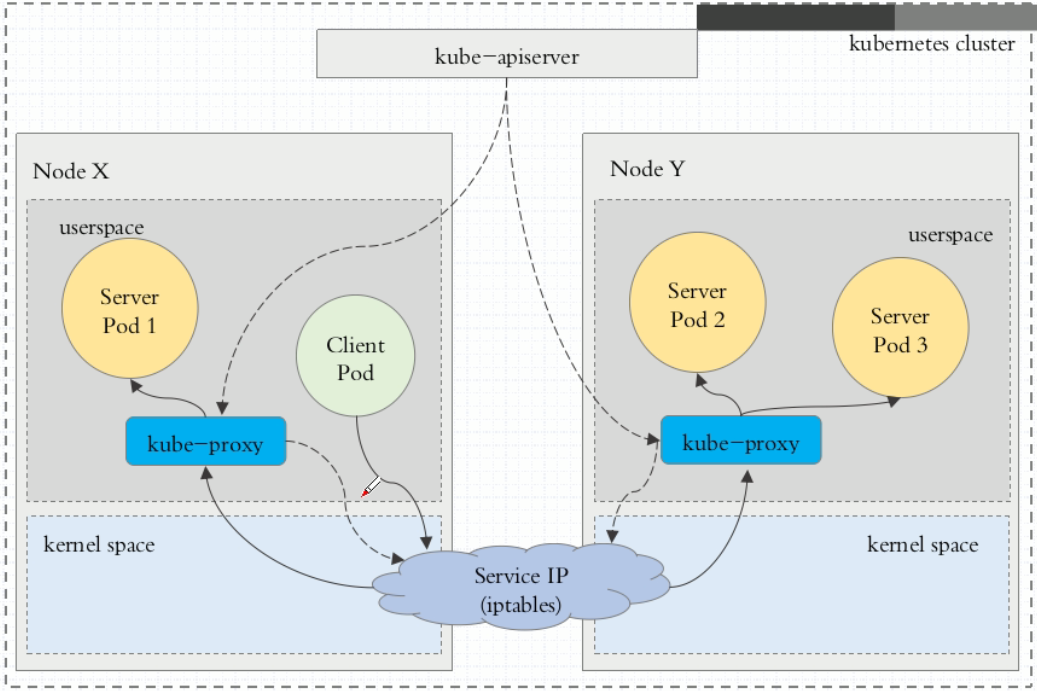 kubernetes cluster
kube-apiserver
Node X
Node Y
userspace
userspace
Server
Pod 1
Client
Pod
Server
Pod 2
Server
Pod 3
kube-proxy
kube-proxy
kernel space
kernel space
Service IP
(iptables)